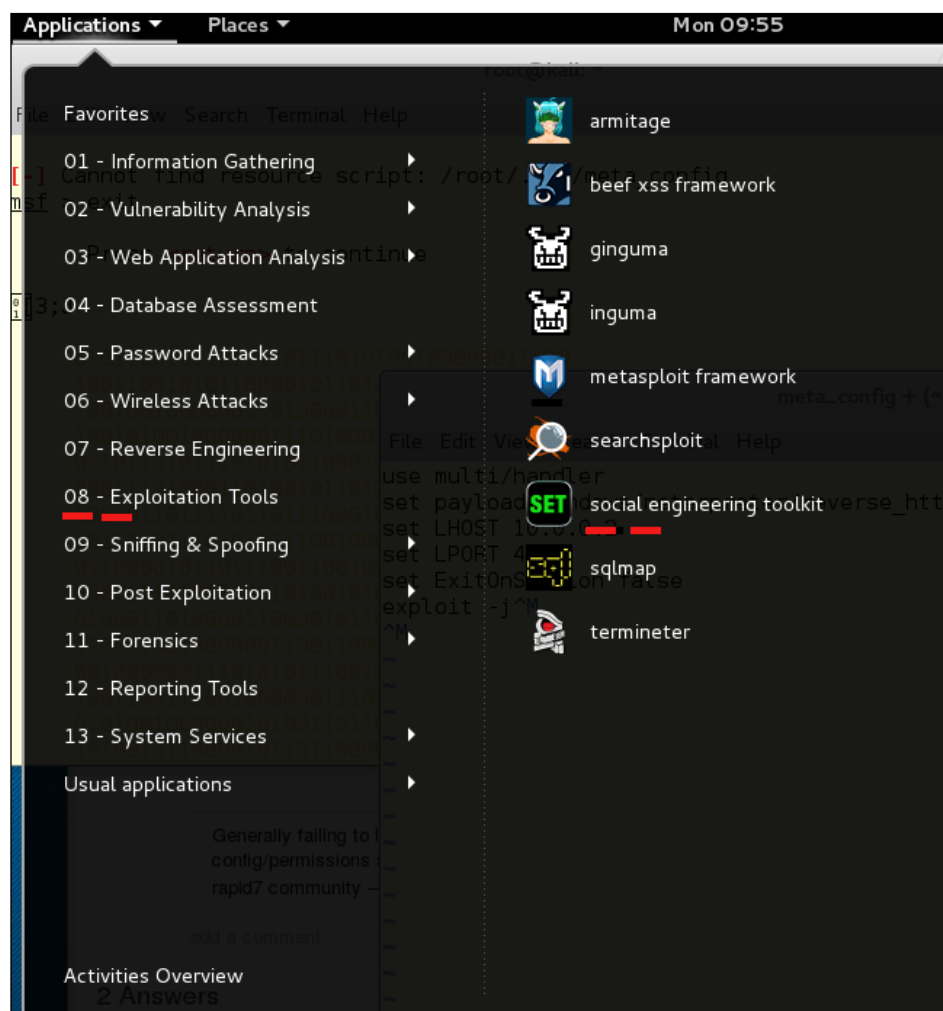 Applications Places Mon 09:55
root@kali: ~
File Edit View Search Terminal Help
[-] Cannot find resource script: /root/
meta_config
msf > exit
continue
Favorites
01 - Information Gathering
02 - Vulnerability Analysis
03 - Web Application Analysis
04 - Database Assessment
05 - Password Attacks
06 - Wireless Attacks
07 - Reverse Engineering
08 - Exploitation Tools
09 - Sniffing & Spoofing
10 - Post Exploitation
11 - Forensics
12 - Reporting Tools
13 - System Services
Usual applications
Activities Overview
armitage
beef xss framework
ginguma
inguma
metasploit framework
searchsploit
SET social engineering toolkit
sqlmap
termineter
meta_config + (~
File Edit View Terminal Help
use multi/handler
set payload
set LHOST 10.0.0.
set LPORT 4
set false
exploit -j^M
^M
~
Generally failing to
config/permissions
rapid7 community –
add a comment
2 Answers